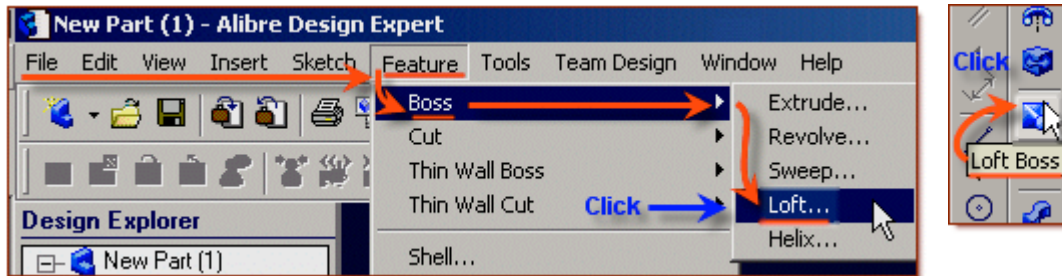 New Part (1) - Alibre Design Expert
File Edit View Insert Sketch Feature Tools Team Design Window Help
Boss
Cut
Thin Wall Boss
Thin Wall Cut
Shell...
Extrude...
Revolve...
Sweep...
Click
Loft...
Helix...
Design Explorer
New Part (1)
Click
Loft Boss